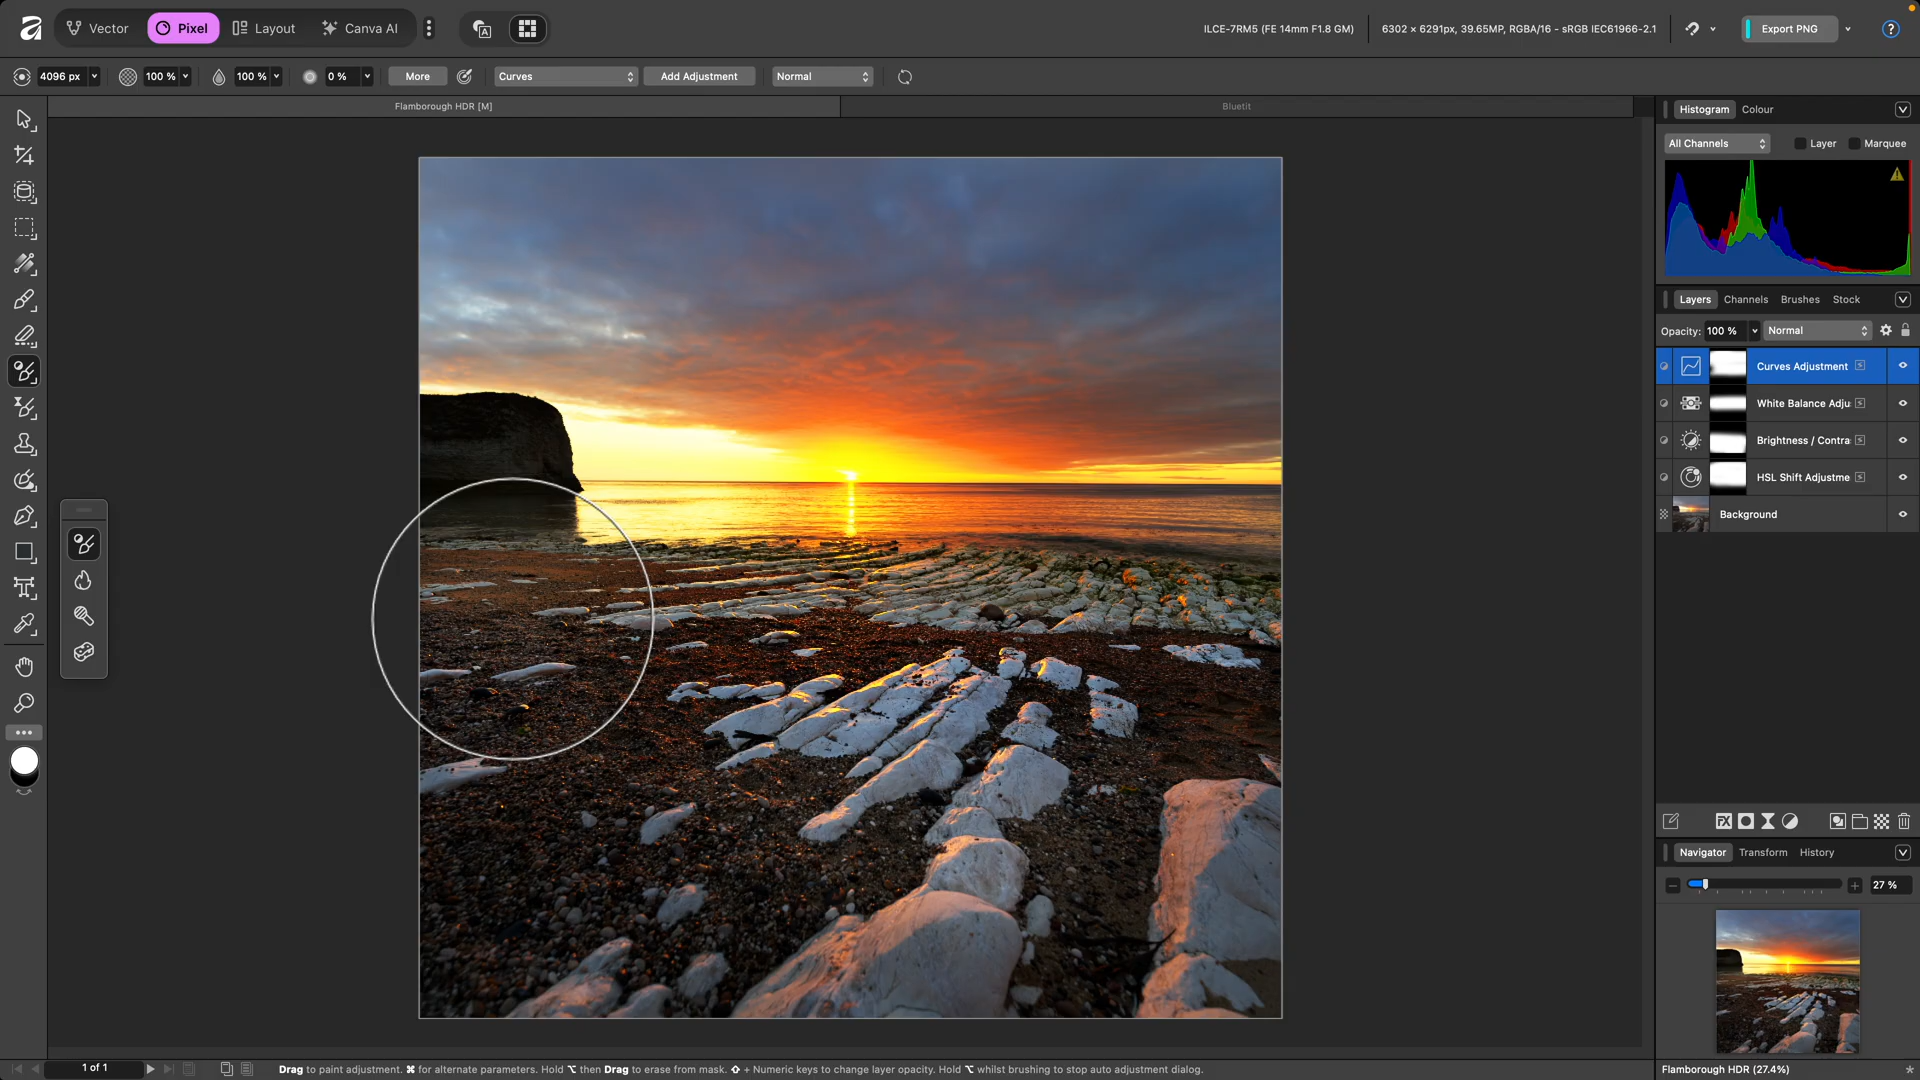 Vector
Pixel
Layout
Canva AI
ILCE-7RM5 (FE 14mm F1.8 GM)
6302 x 6291px, 39.65MP, RGBA/16 - sRGB IEC61966-2.1
Export PNG
?
4096 px
100 %
100 %
0 %
More
Curves
Add Adjustment
Normal
Flamborough HDR [M]
Bluetit
Histogram
Colour
All Channels
Layer
Marquee
Layers
Channels
Brushes
Stock
Opacity: 100 %
Normal
Curves Adjustment
White Balance Adju
Brightness / Contra
HSL Shift Adjustme
Background
FX
Navigator
Transform
History
27 %
1 of 1
Drag to paint adjustment. ⌘ for alternate parameters. Hold ⌥ then Drag to erase from mask. ⇧ + Numeric keys to change layer opacity. Hold ⌥ whilst brushing to stop auto adjustment dialog.
Flamborough HDR (27.4%)